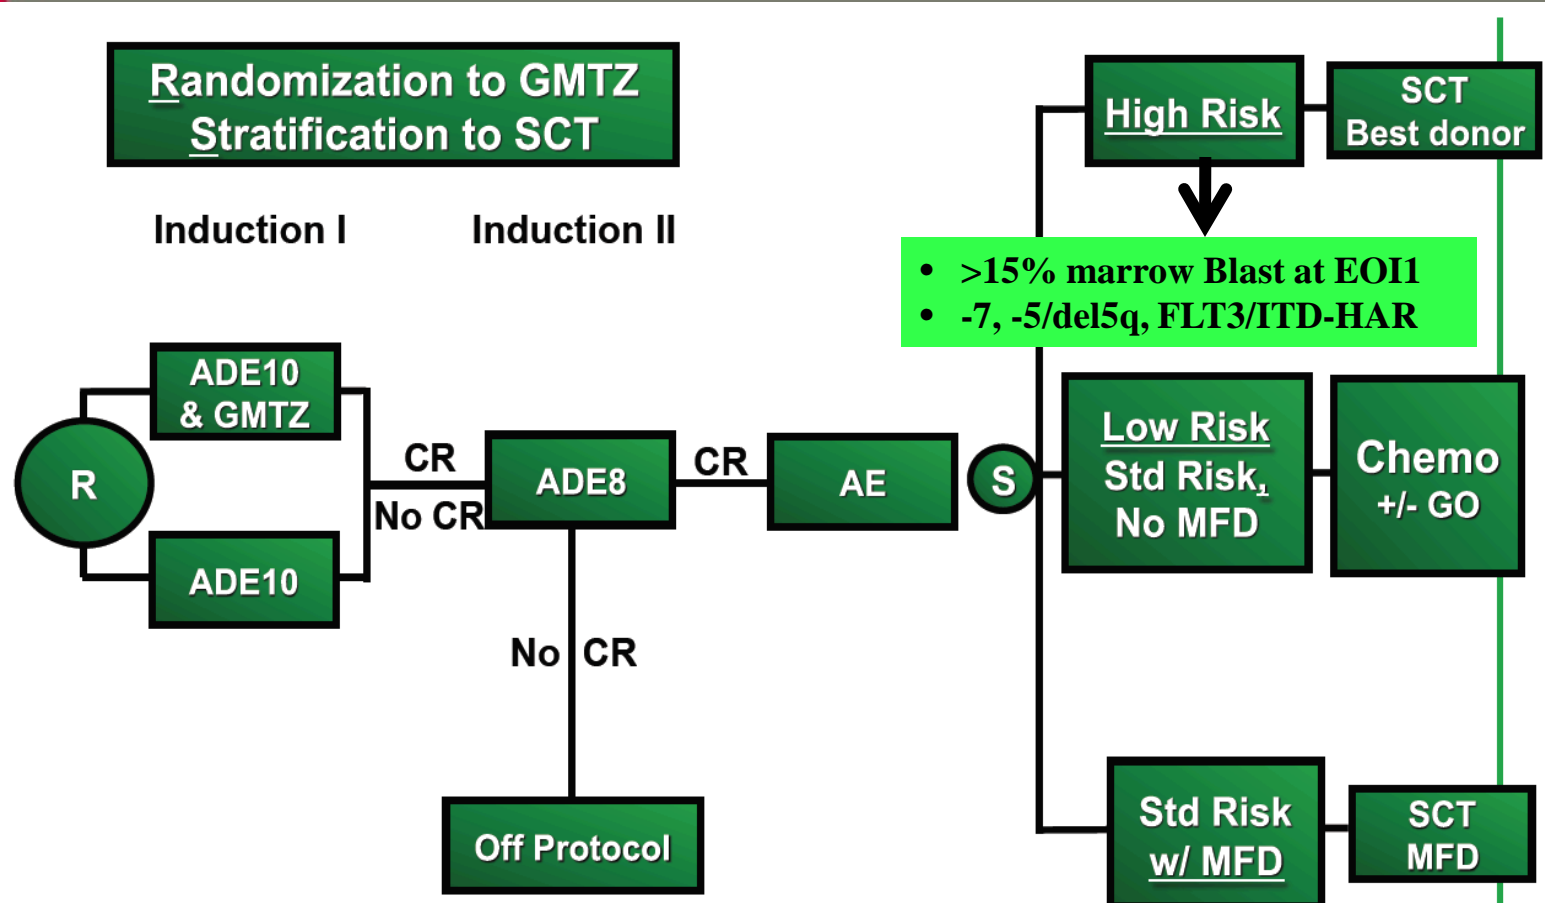 Randomization to GMTZ
Stratification to SCT
Induction I
Induction II
R
ADE10
& GMTZ
ADE10
CR
No CR
ADE8
No CR
Off Protocol
CR
AE
S
High Risk
SCT
Best donor
• >15% marrow Blast at EOI1
• -7, -5/del5q, FLT3/ITD-HAR
Low Risk
Std Risk,
No MFD
Chemo
+/- GO
Std Risk
w/ MFD
SCT
MFD